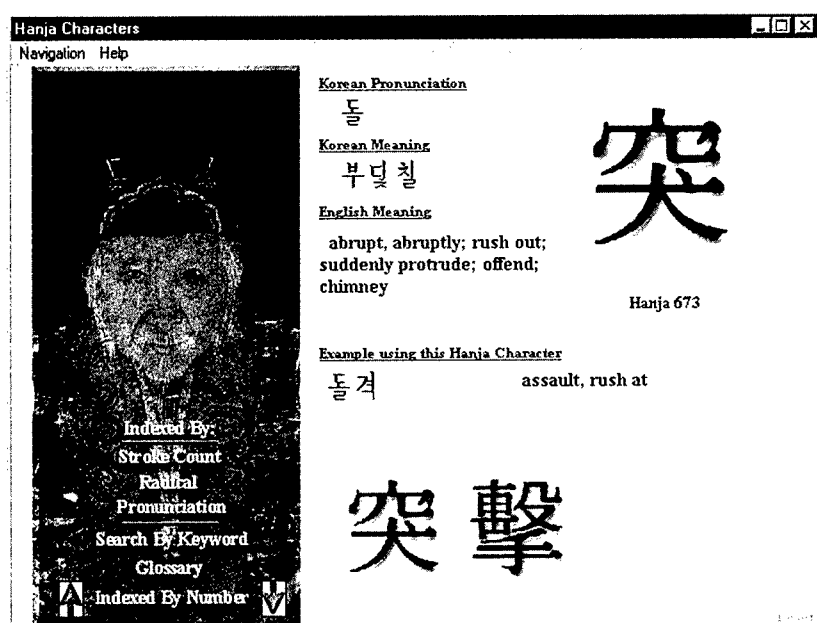 Hanja Characters
Navigation Help
Korean Pronunciation
돌
Korean Meaning
부딪칠
English Meaning
abrupt, abruptly; rush out;
suddenly protrude; offend;
chimney
突
Hanja 673
Example using this Hanja Character
돌격 assault, rush at
突擊
Indexed By:
Stroke Count
Radical
Pronunciation
Search By Keyword
Glossary
Indexed By Number